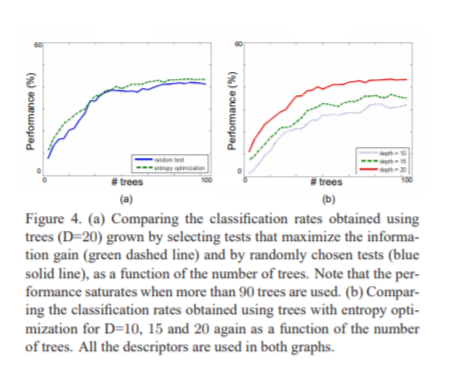 60
60
Performance (%)
Performance (%)
random test
entropy optimization
depth = 10
depth = 15
depth = 20
0
0
# trees
100
# trees
100
(a)
(b)
Figure 4. (a) Comparing the classification rates obtained using
trees (D=20) grown by selecting tests that maximize the informa-
tion gain (green dashed line) and by randomly chosen tests (blue
solid line), as a function of the number of trees. Note that the per-
formance saturates when more than 90 trees are used. (b) Compar-
ing the classification rates obtained using trees with entropy opti-
mization for D=10, 15 and 20 again as a function of the number
of trees. All the descriptors are used in both graphs.